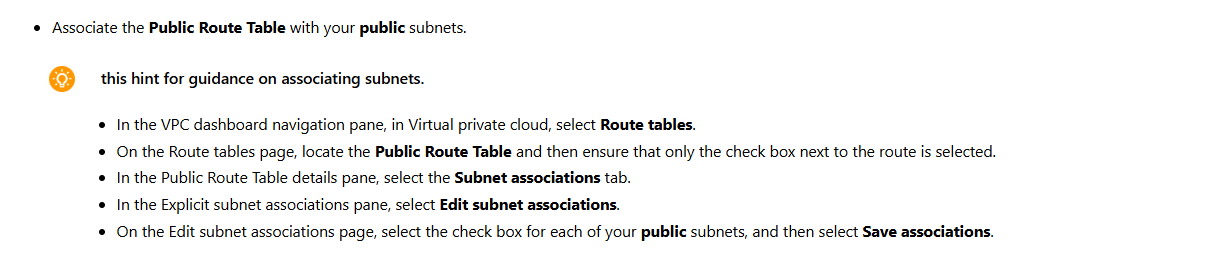 Associate the Public Route Table with your public subnets.
this hint for guidance on associating subnets.
In the VPC dashboard navigation pane, in Virtual private cloud, select Route tables.
On the Route tables page, locate the Public Route Table and then ensure that only the check box next to the route is selected.
In the Public Route Table details pane, select the Subnet associations tab.
In the Explicit subnet associations pane, select Edit subnet associations.
On the Edit subnet associations page, select the check box for each of your public subnets, and then select Save associations.